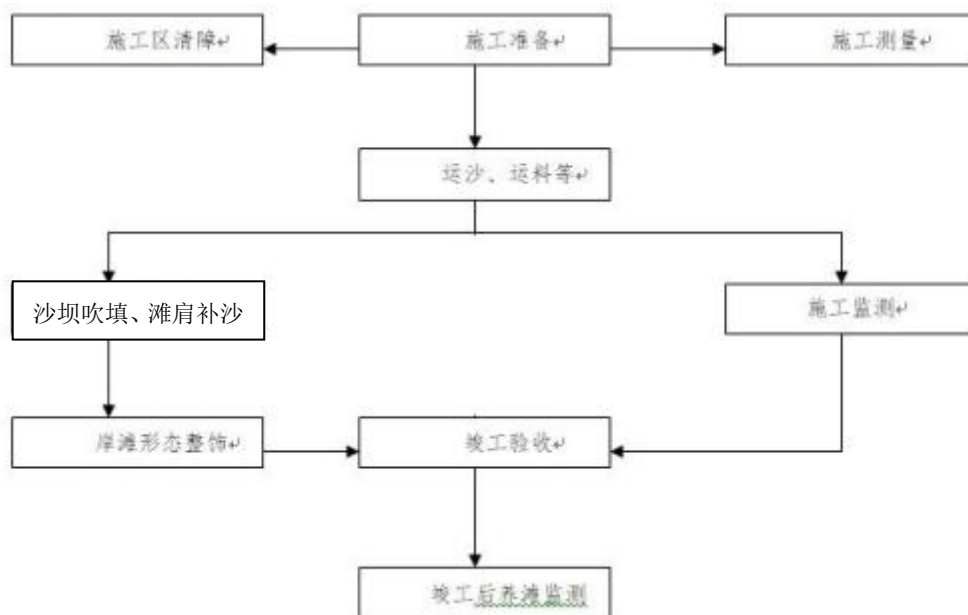 施工区清障↵
施工准备↵
施工测量↵
运沙、运料等↵
沙坝吹填、滩肩补沙
施工监测↵
岸滩形态整饰↵
竣工验收↵
竣工后养滩监测